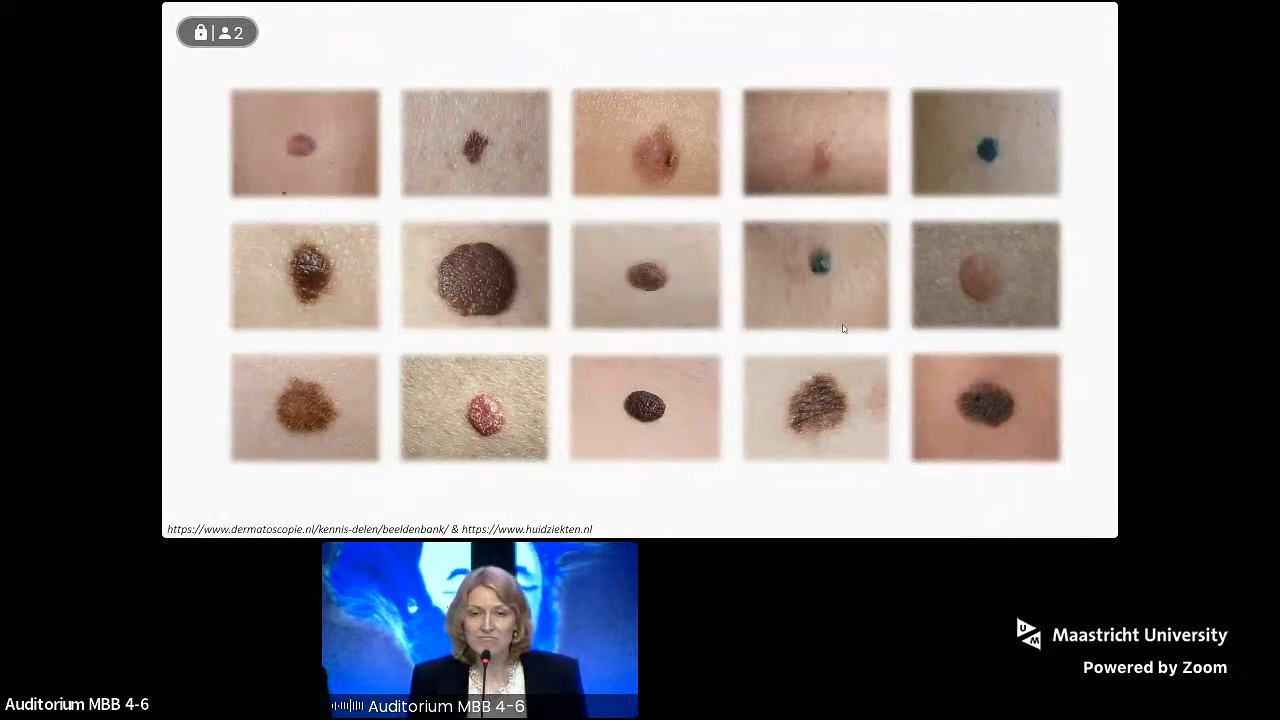 2
https://www.dermatoscopie.nl/kennis-delen/beeldenbank/ & https://www.huidziekten.nl
UM
Maastricht University
Powered by Zoom
Auditorium MBB 4-6
Auditorium MBB 4-6